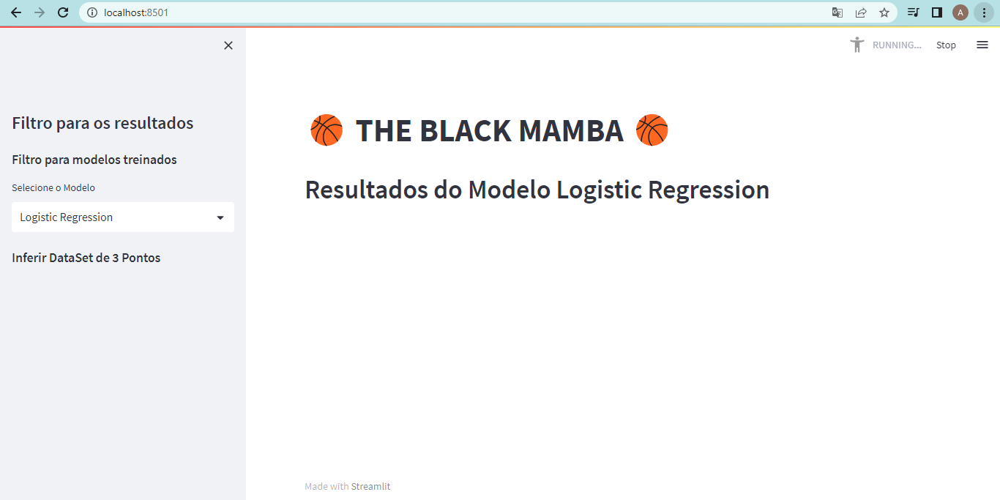 localhost:8501
A
RUNNING...
Stop
Filtro para os resultados
Filtro para modelos treinados
Selecione o Modelo
Logistic Regression
Inferir DataSet de 3 Pontos
THE BLACK MAMBA
Resultados do Modelo Logistic Regression
Made with Streamlit